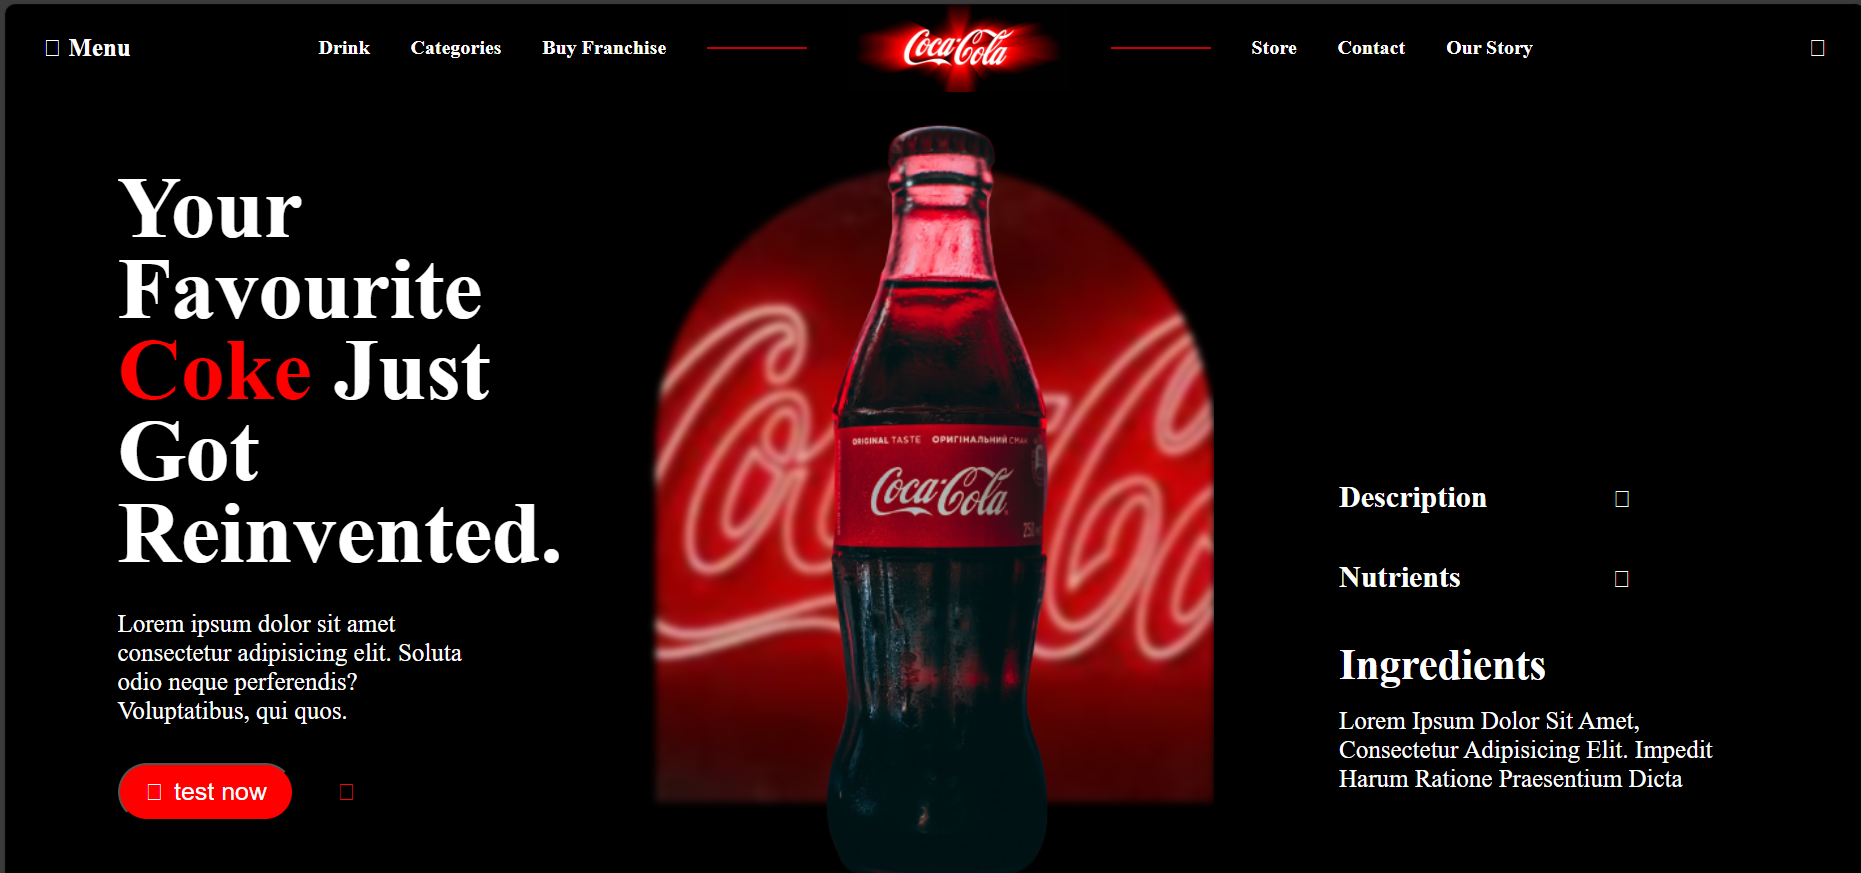 Menu
Drink
Categories
Buy Franchise
Coca-Cola
Store
Contact
Our Story
Your
Favourite
Coke Just
Got
Reinvented.
Lorem ipsum dolor sit amet
consectetur adipisicing elit. Soluta
odio neque perferendis?
Voluptatibus, qui quos.
test now
ORIGINAL TASTE ОРИГІНАЛЬНИЙ СМАК
Coca-Cola
250
Description
Nutrients
Ingredients
Lorem Ipsum Dolor Sit Amet,
Consectetur Adipisicing Elit. Impedit
Harum Ratione Praesentium Dicta